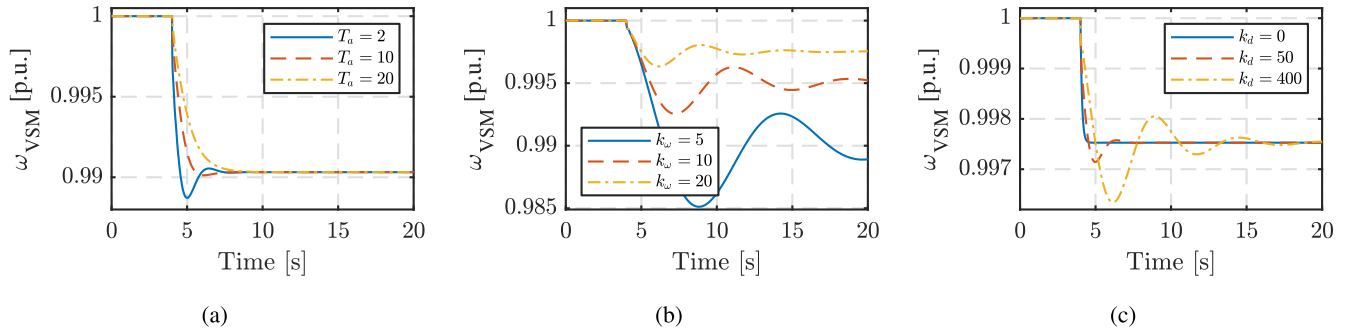 1
0.995
0.99
ω_VSM [p.u.]
T_a = 2
T_a = 10
T_a = 20
0 5 10 15 20
Time [s]
(a)
1
0.995
0.99
0.985
ω_VSM [p.u.]
k_ω = 5
k_ω = 10
k_ω = 20
0 5 10 15 20
Time [s]
(b)
1
0.999
0.998
0.997
ω_VSM [p.u.]
k_d = 0
k_d = 50
k_d = 400
0 5 10 15 20
Time [s]
(c)